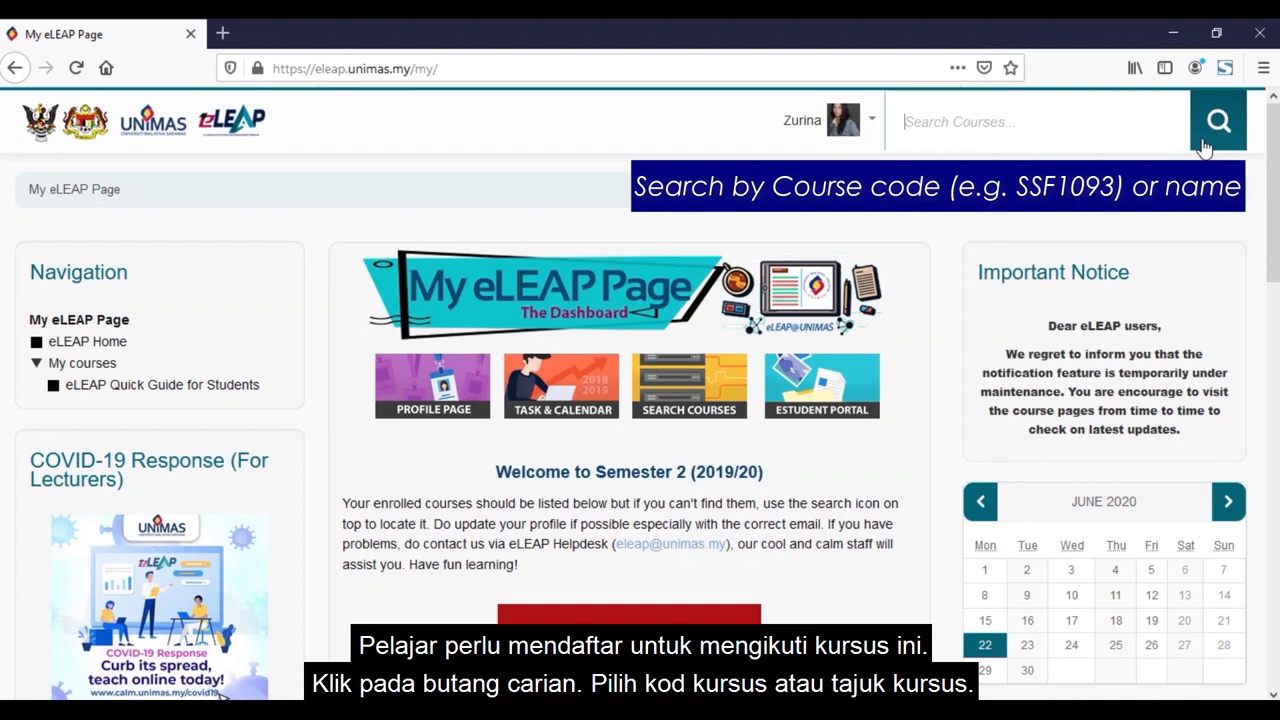 My eLEAP Page
https://eleap.unimas.my/my/
UNIMAS
UNIVERSITI MALAYSIA SARAWAK
eLEAP
Zurina
Search Courses...
Search by Course code (e.g. SSF1093) or name
My eLEAP Page
Navigation
My eLEAP Page
eLEAP Home
My courses
eLEAP Quick Guide for Students
COVID-19 Response (For
Lecturers)
UNIMAS
eLEAP
COVID-19 Response
Curb its spread,
teach online today!
www.calm.unimas.my/covid19
My eLEAP Page
The Dashboard
eLEAP@UNIMAS
PROFILE PAGE
2018
2019
TASK & CALENDAR
SEARCH COURSES
ESTUDENT PORTAL
Welcome to Semester 2 (2019/20)
Your enrolled courses should be listed below but if you can't find them, use the search icon on
top to locate it. Do update your profile if possible especially with the correct email. If you have
problems, do contact us via eLEAP Helpdesk (eleap@unimas.my), our cool and calm staff will
assist you. Have fun learning!
Important Notice
Dear eLEAP users,
We regret to inform you that the
notification feature is temporarily under
maintenance. You are encourage to visit
the course pages from time to time to
check on latest updates.
JUNE 2020
Mon Tue Wed Thu Fri Sat Sun
1 2 3 4 5 6 7
8 9 10 11 12 13 14
15 16 17 18 19 20 21
22 23 24 25 26 27 28
29 30
Pelajar perlu mendaftar untuk mengikuti kursus ini.
Klik pada butang carian. Pilih kod kursus atau tajuk kursus.